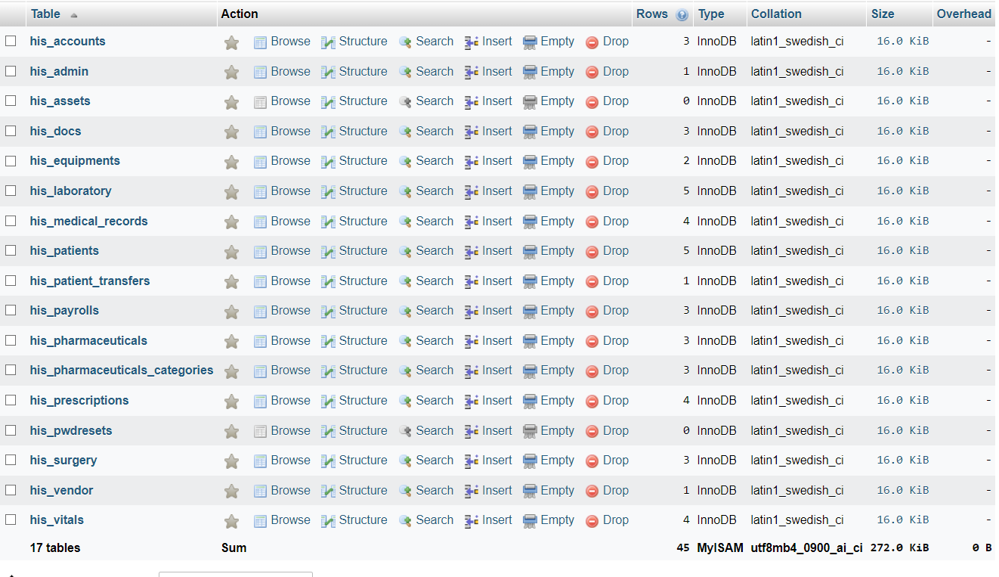 Table Action Rows Type Collation Size Overhead
his_accounts Browse Structure Search Insert Empty Drop 3 InnoDB latin1_swedish_ci 16.0 KiB -
his_admin Browse Structure Search Insert Empty Drop 1 InnoDB latin1_swedish_ci 16.0 KiB -
his_assets Browse Structure Search Insert Empty Drop 0 InnoDB latin1_swedish_ci 16.0 KiB -
his_docs Browse Structure Search Insert Empty Drop 3 InnoDB latin1_swedish_ci 16.0 KiB -
his_equipments Browse Structure Search Insert Empty Drop 2 InnoDB latin1_swedish_ci 16.0 KiB -
his_laboratory Browse Structure Search Insert Empty Drop 5 InnoDB latin1_swedish_ci 16.0 KiB -
his_medical_records Browse Structure Search Insert Empty Drop 4 InnoDB latin1_swedish_ci 16.0 KiB -
his_patients Browse Structure Search Insert Empty Drop 5 InnoDB latin1_swedish_ci 16.0 KiB -
his_patient_transfers Browse Structure Search Insert Empty Drop 1 InnoDB latin1_swedish_ci 16.0 KiB -
his_payrolls Browse Structure Search Insert Empty Drop 3 InnoDB latin1_swedish_ci 16.0 KiB -
his_pharmaceuticals Browse Structure Search Insert Empty Drop 3 InnoDB latin1_swedish_ci 16.0 KiB -
his_pharmaceuticals_categories Browse Structure Search Insert Empty Drop 3 InnoDB latin1_swedish_ci 16.0 KiB -
his_prescriptions Browse Structure Search Insert Empty Drop 4 InnoDB latin1_swedish_ci 16.0 KiB -
his_pwdresets Browse Structure Search Insert Empty Drop 0 InnoDB latin1_swedish_ci 16.0 KiB -
his_surgery Browse Structure Search Insert Empty Drop 3 InnoDB latin1_swedish_ci 16.0 KiB -
his_vendor Browse Structure Search Insert Empty Drop 1 InnoDB latin1_swedish_ci 16.0 KiB -
his_vitals Browse Structure Search Insert Empty Drop 4 InnoDB latin1_swedish_ci 16.0 KiB -
17 tables Sum 45 MyISAM utf8mb4_0900_ai_ci 272.0 KiB 0 B